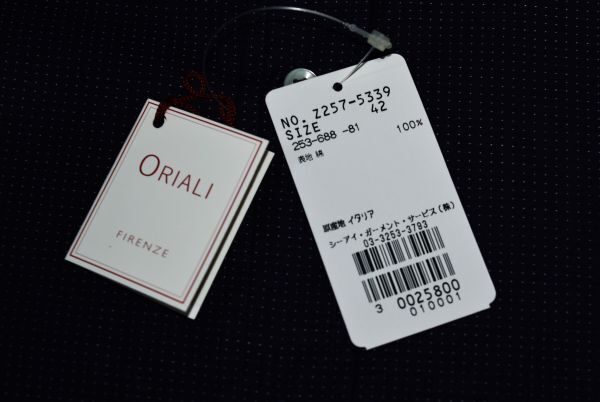 ORIALI
FIRENZE
NO. Z257-5339
SIZE 42
253-688 -81
表地 綿 100%
原産地 イタリア
シーアイ・ガーメント・サービス(株)
03-3253-3793
3 0025800
010001